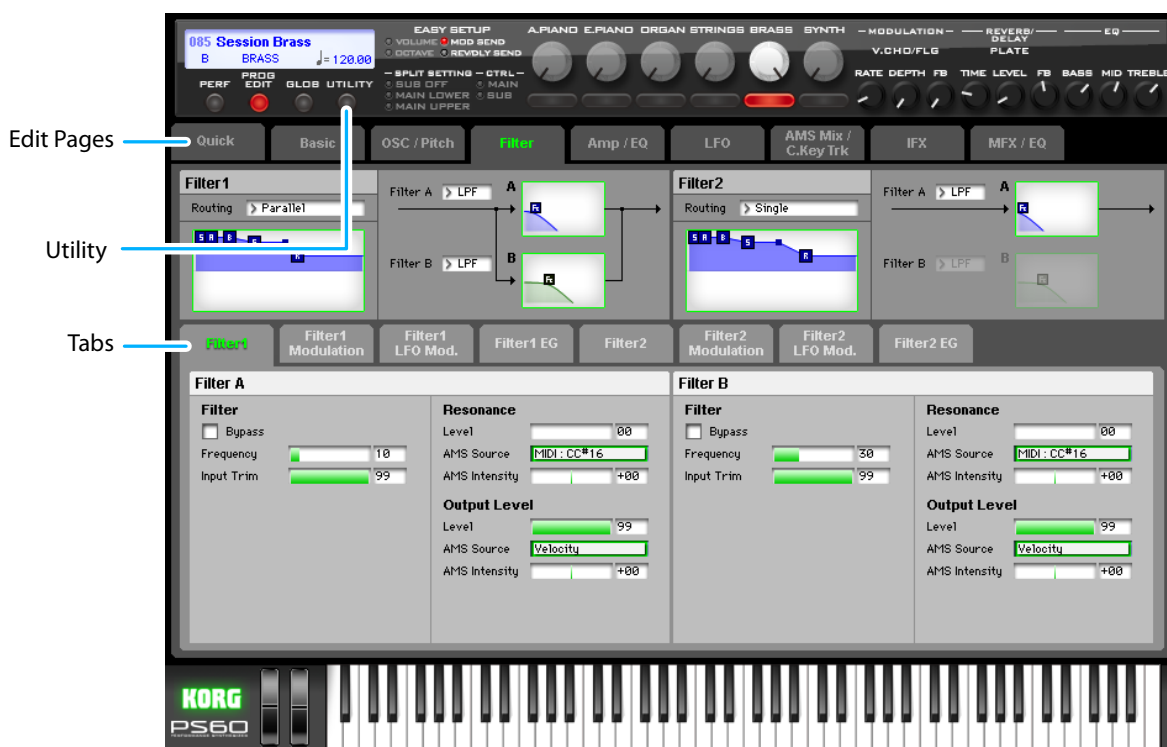 085 Session Brass
B BRASS ♩=120.00
PERF PROG EDIT GLOB UTILITY
EASY SETUP
VOLUME MOD SEND
OCTAVE REVDLY SEND
SPLIT SETTING CTRL
SUB OFF MAIN
MAIN LOWER SUB
MAIN UPPER
A.PIANO E.PIANO ORGAN STRINGS BRASS SYNTH
MODULATION REVERB/DELAY EQ
V.CHO/FLG PLATE
RATE DEPTH FB TIME LEVEL FB BASS MID TREBLE
Edit Pages
Quick Basic OSC / Pitch Filter Amp / EQ LFO AMS Mix / C.Key Trk IFX MFX / EQ
Filter1
Routing Parallel
S A B S R
Filter A LPF A Fc
Filter B LPF B Fc
Filter2
Routing Single
S A B S R
Filter A LPF A Fc
Filter B LPF B Fc
Utility
Tabs
Filter1 Filter1 Modulation Filter1 LFO Mod. Filter1 EG Filter2 Filter2 Modulation Filter2 LFO Mod. Filter2 EG
Filter A
Filter
Bypass
Frequency 10
Input Trim 99
Resonance
Level 00
AMS Source MIDI : CC#16
AMS Intensity +00
Output Level
Level 99
AMS Source Velocity
AMS Intensity +00
Filter B
Filter
Bypass
Frequency 30
Input Trim 99
Resonance
Level 00
AMS Source MIDI : CC#16
AMS Intensity +00
Output Level
Level 99
AMS Source Velocity
AMS Intensity +00
KORG
PS60